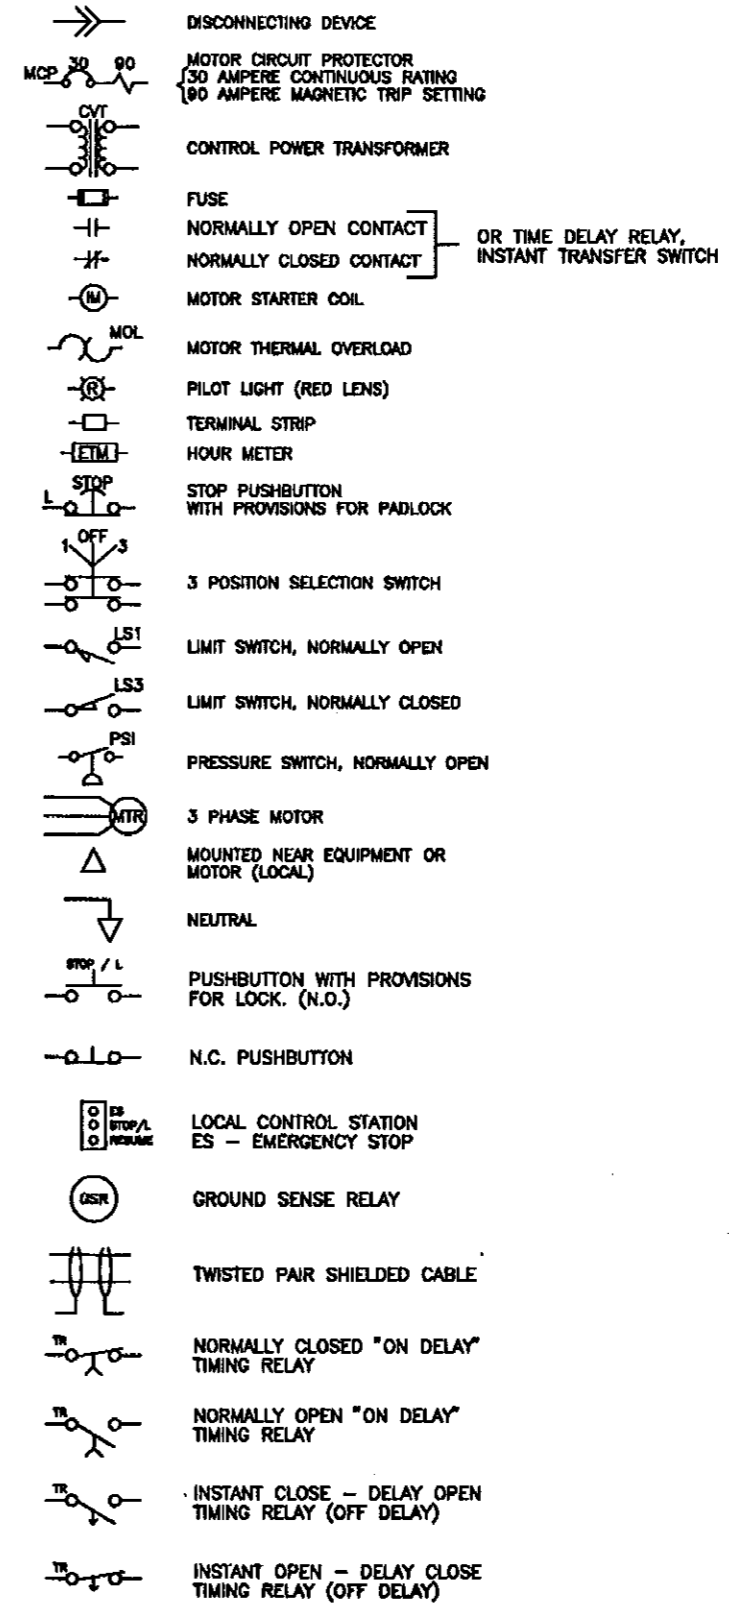 DISCONNECTING DEVICE
MCP 30 90 MOTOR CIRCUIT PROTECTOR
30 AMPERE CONTINUOUS RATING
90 AMPERE MAGNETIC TRIP SETTING
CVT
CONTROL POWER TRANSFORMER
FUSE
NORMALLY OPEN CONTACT
NORMALLY CLOSED CONTACT
OR TIME DELAY RELAY,
INSTANT TRANSFER SWITCH
MOTOR STARTER COIL
MOL
MOTOR THERMAL OVERLOAD
R PILOT LIGHT (RED LENS)
TERMINAL STRIP
ETM HOUR METER
L STOP
STOP PUSHBUTTON
WITH PROVISIONS FOR PADLOCK
1 OFF 3
3 POSITION SELECTION SWITCH
LS1
LIMIT SWITCH, NORMALLY OPEN
LS3
LIMIT SWITCH, NORMALLY CLOSED
PSI
PRESSURE SWITCH, NORMALLY OPEN
MTR 3 PHASE MOTOR
MOUNTED NEAR EQUIPMENT OR
MOTOR (LOCAL)
NEUTRAL
STOP / L
PUSHBUTTON WITH PROVISIONS
FOR LOCK. (N.O.)
N.C. PUSHBUTTON
ES
STOP/L
RESUME
LOCAL CONTROL STATION
ES – EMERGENCY STOP
GSR GROUND SENSE RELAY
TWISTED PAIR SHIELDED CABLE
TR
NORMALLY CLOSED "ON DELAY"
TIMING RELAY
TR
NORMALLY OPEN "ON DELAY"
TIMING RELAY
TR
INSTANT CLOSE – DELAY OPEN
TIMING RELAY (OFF DELAY)
TR
INSTANT OPEN – DELAY CLOSE
TIMING RELAY (OFF DELAY)